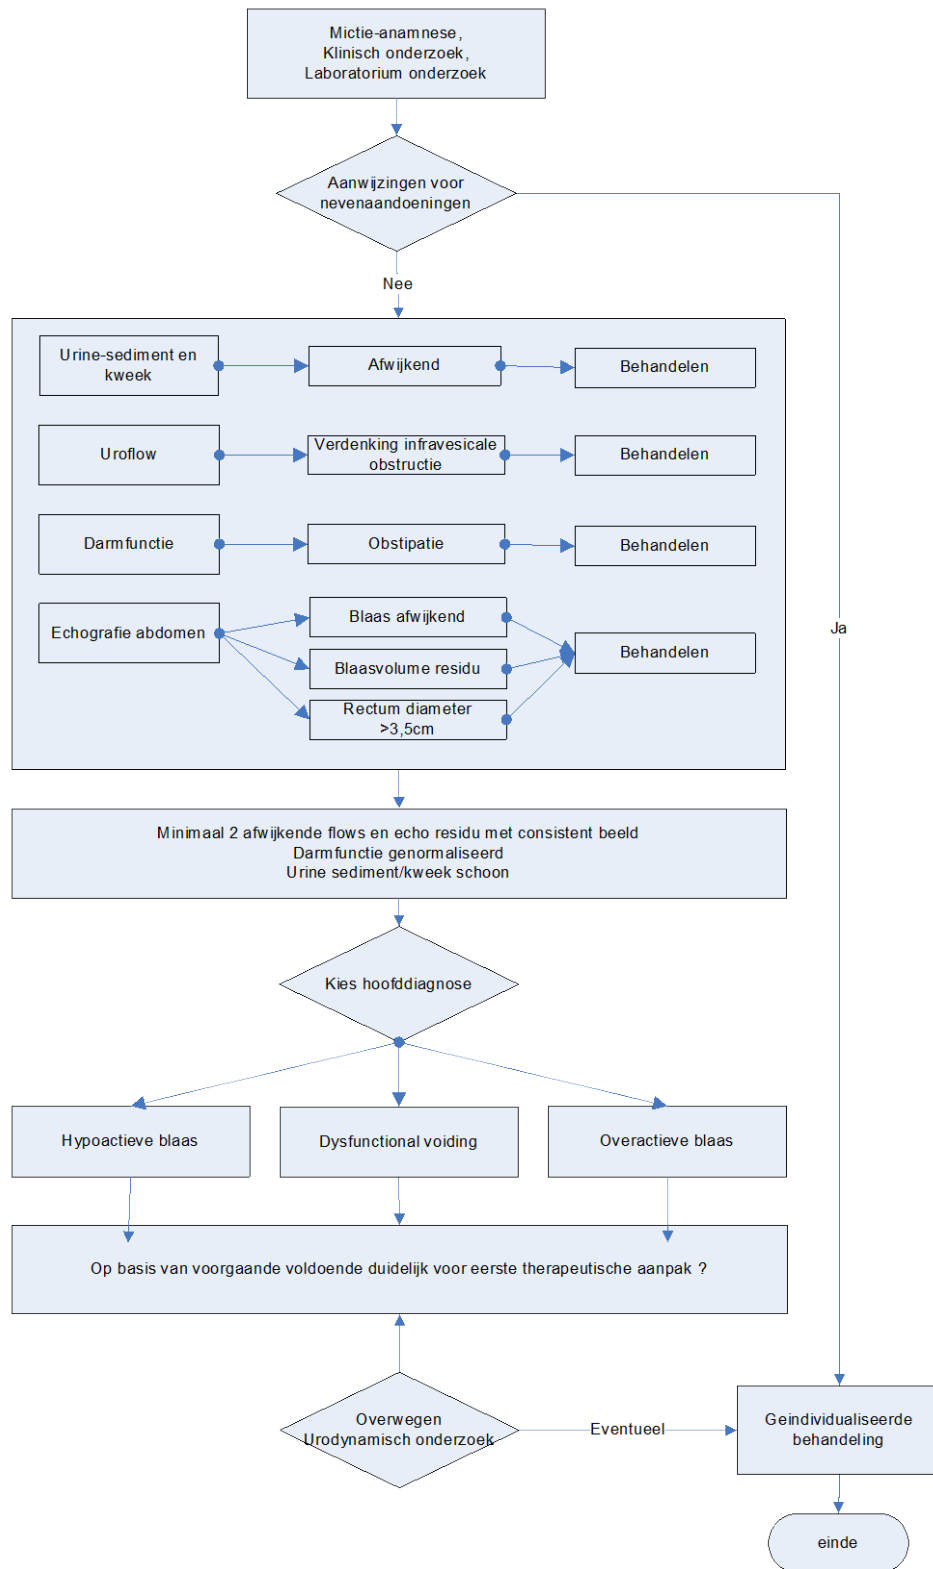 Mictie-anamnese,
Klinisch onderzoek,
Laboratorium onderzoek
Aanwijzingen voor
nevenaandoeningen
Nee
Urine-sediment en
kweek
Afwijkend
Behandelen
Uroflow
Verdenking infravesicale
obstructie
Behandelen
Darmfunctie
Obstipatie
Behandelen
Echografie abdomen
Blaas afwijkend
Blaasvolume residu
Rectum diameter
>3,5cm
Behandelen
Ja
Minimaal 2 afwijkende flows en echo residu met consistent beeld
Darmfunctie genormaliseerd
Urine sediment/kweek schoon
Kies hoofddiagnose
Hypoactieve blaas
Dysfunctional voiding
Overactieve blaas
Op basis van voorgaande voldoende duidelijk voor eerste therapeutische aanpak ?
Overwegen
Urodynamisch onderzoek
Eventueel
Geindividualiseerde
behandeling
einde